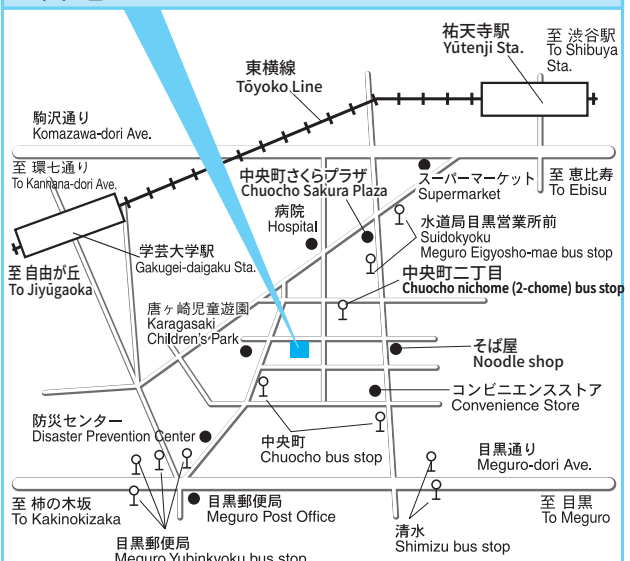 祐天寺駅
Yūtenji Sta.
至 渋谷駅
To Shibuya
Sta.
東横線
Tōyoko Line
駒沢通り
Komazawa-dori Ave.
至 環七通り
To Kannana-dori Ave.
中央町さくらプラザ
Chuocho Sakura Plaza
スーパーマーケット
Supermarket
至 恵比寿
To Ebisu
病院
Hospital
水道局目黒営業所前
Suidokyoku
Meguro Eigyosho-mae bus stop
学芸大学駅
Gakugei-daigaku Sta.
至 自由が丘
To Jiyūgaoka
中央町二丁目
Chuocho nichome (2-chome) bus stop
唐ヶ崎児童遊園
Karagasaki
Children's Park
そば屋
Noodle shop
コンビニエンスストア
Convenience Store
防災センター
Disaster Prevention Center
中央町
Chuocho bus stop
目黒通り
Meguro-dori Ave.
至 柿の木坂
To Kakinokizaka
目黒郵便局
Meguro Post Office
至 目黒
To Meguro
清水
Shimizu bus stop
目黒郵便局
Meguro Yubinkyoku bus stop